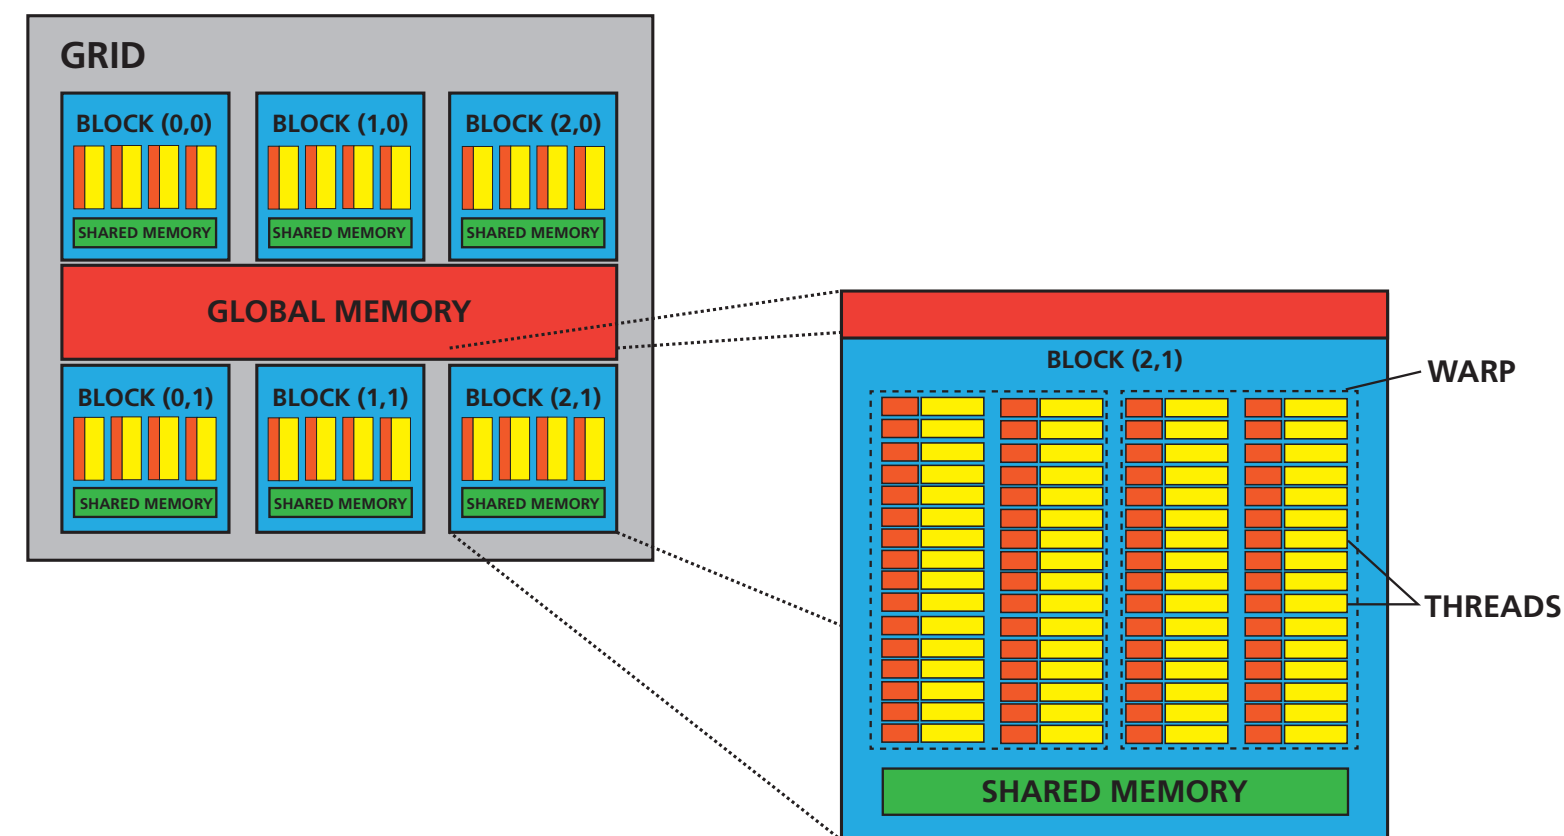 GRID
BLOCK (0,0)
BLOCK (1,0)
BLOCK (2,0)
SHARED MEMORY
SHARED MEMORY
SHARED MEMORY
GLOBAL MEMORY
BLOCK (0,1)
BLOCK (1,1)
BLOCK (2,1)
SHARED MEMORY
SHARED MEMORY
SHARED MEMORY
BLOCK (2,1)
WARP
THREADS
SHARED MEMORY